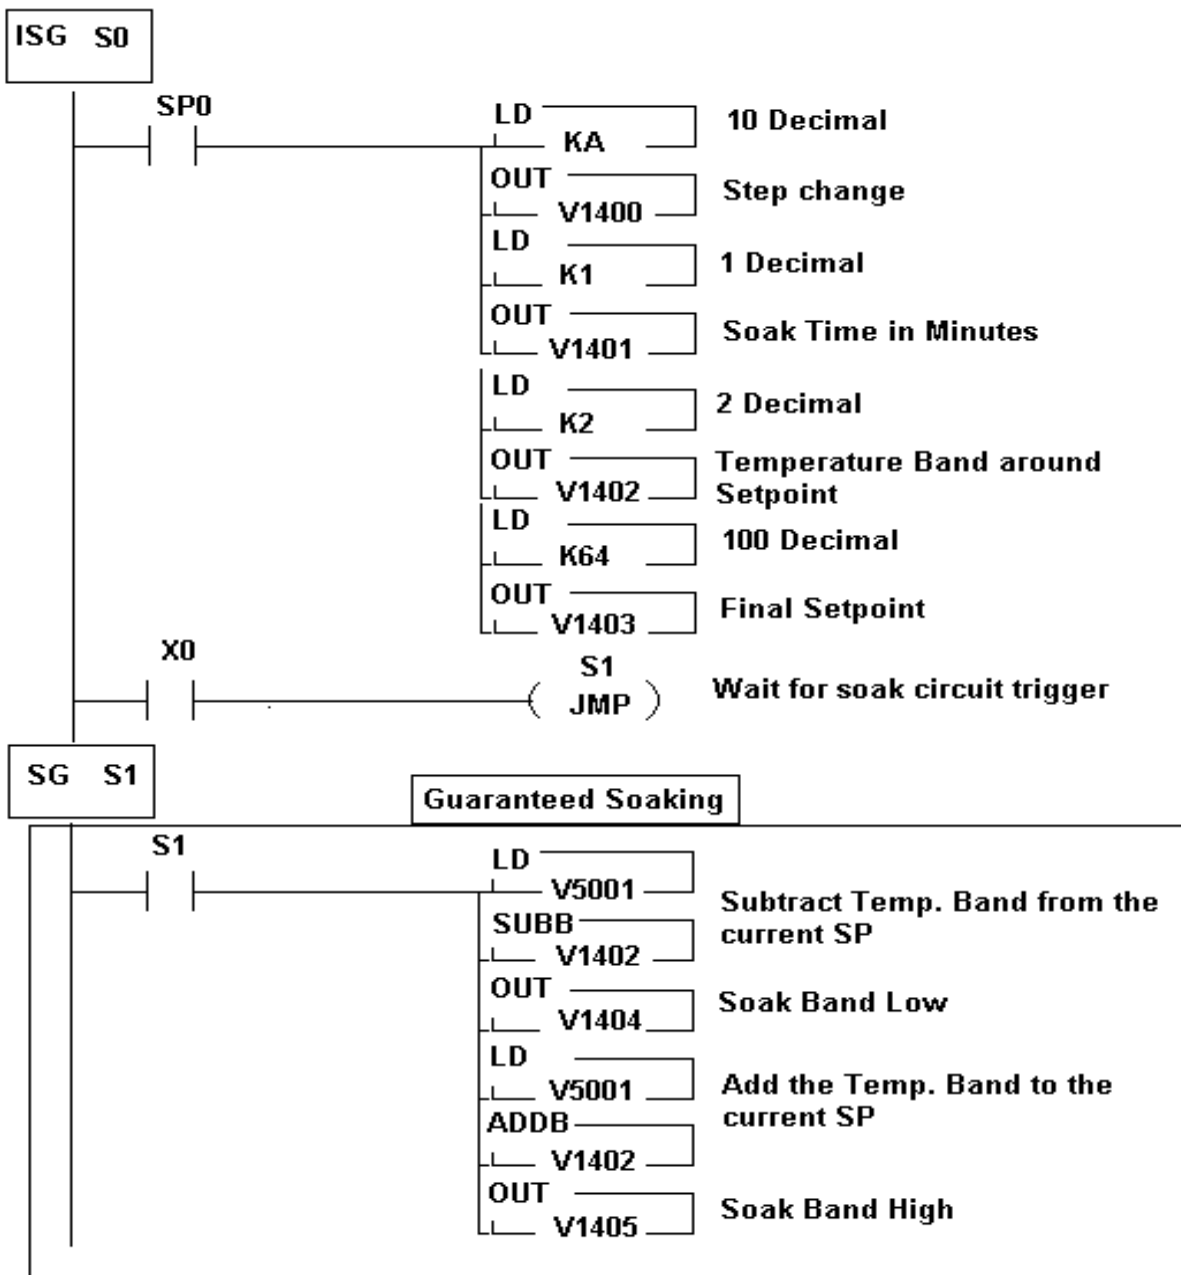 ISG S0
SP0
LD
KA
10 Decimal
OUT
V1400
Step change
LD
K1
1 Decimal
OUT
V1401
Soak Time in Minutes
LD
K2
2 Decimal
OUT
V1402
Temperature Band around
Setpoint
LD
K64
100 Decimal
OUT
V1403
Final Setpoint
X0
S1
JMP
Wait for soak circuit trigger
SG S1
Guaranteed Soaking
S1
LD
V5001
SUBB
V1402
Subtract Temp. Band from the
current SP
OUT
V1404
Soak Band Low
LD
V5001
ADDB
V1402
Add the Temp. Band to the
current SP
OUT
V1405
Soak Band High